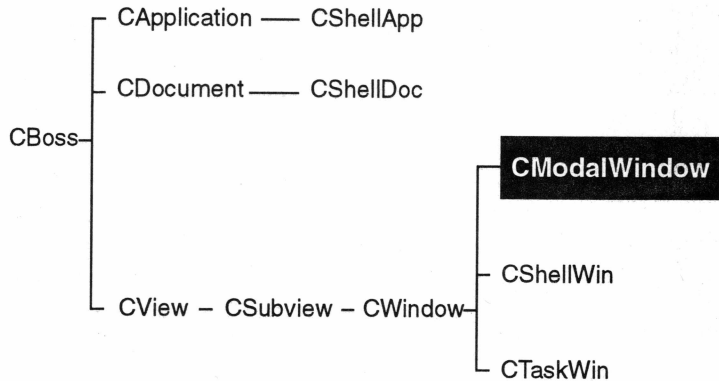 CApplication CShellApp
CDocument CShellDoc
CBoss
CModalWindow
CShellWin
CView CSubview CWindow
CTaskWin